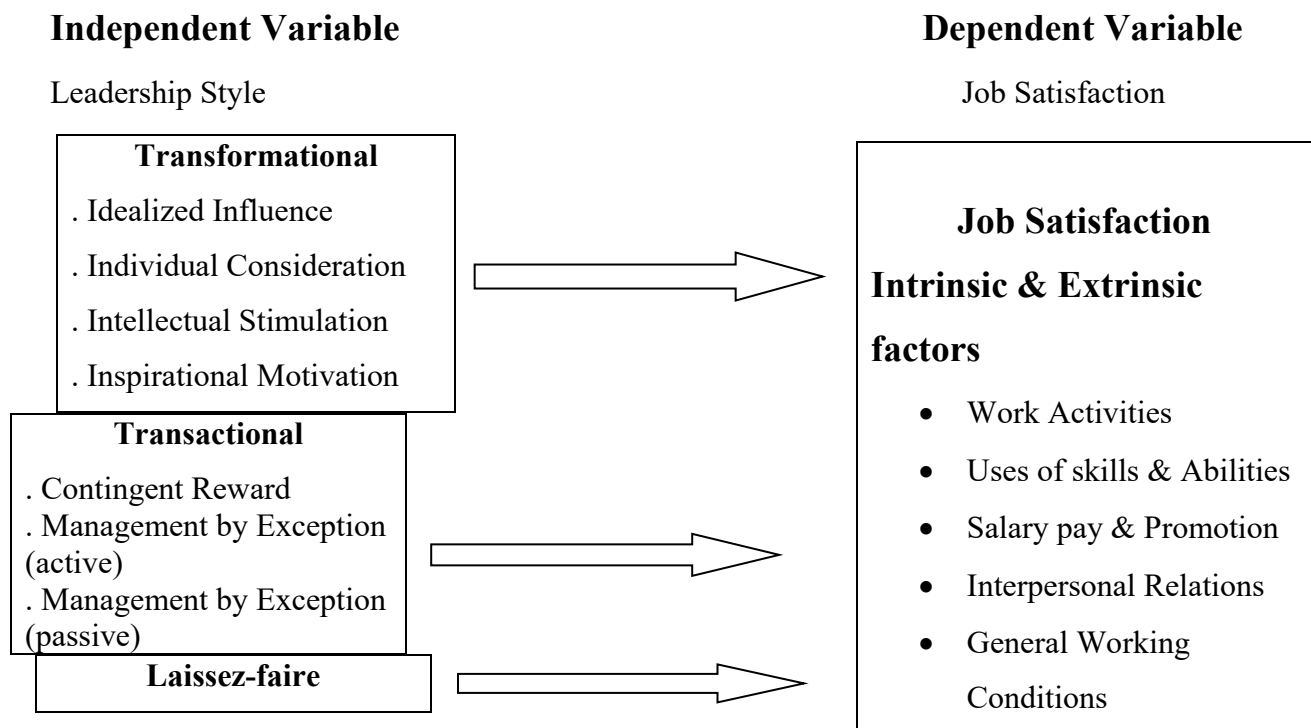 Independent Variable
Dependent Variable
Leadership Style
Job Satisfaction
Transformational
. Idealized Influence
. Individual Consideration
. Intellectual Stimulation
. Inspirational Motivation
Transactional
. Contingent Reward
. Management by Exception
(active)
. Management by Exception
(passive)
Laissez-faire
Job Satisfaction
Intrinsic & Extrinsic
factors
• Work Activities
• Uses of skills & Abilities
• Salary pay & Promotion
• Interpersonal Relations
• General Working
Conditions